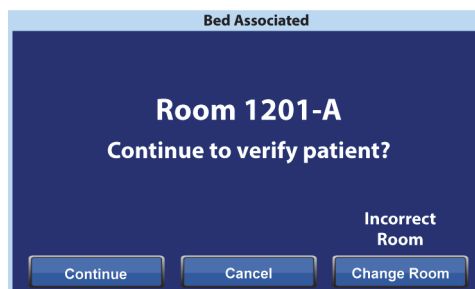 Bed Associated
Room 1201-A
Continue to verify patient?
Incorrect
Room
Continue Cancel Change Room